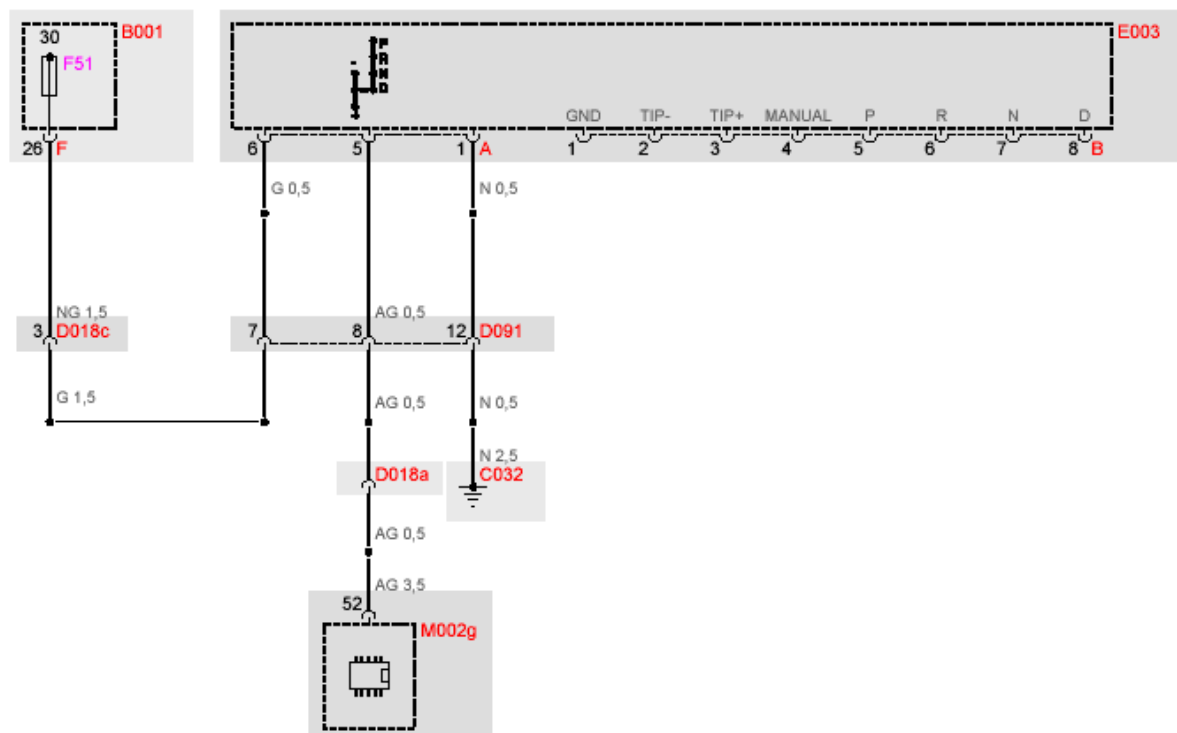 30
B001
F51
26 F
E003
P
R
N
D
GND TIP- TIP+ MANUAL P R N D
6 5 1 A 1 2 3 4 5 6 7 8 B
G 0,5
N 0,5
NG 1,5
AG 0,5
3 D018c
7 8 12 D091
G 1,5
AG 0,5
N 0,5
N 2,5
D018a
C032
AG 0,5
AG 3,5
52
M002g